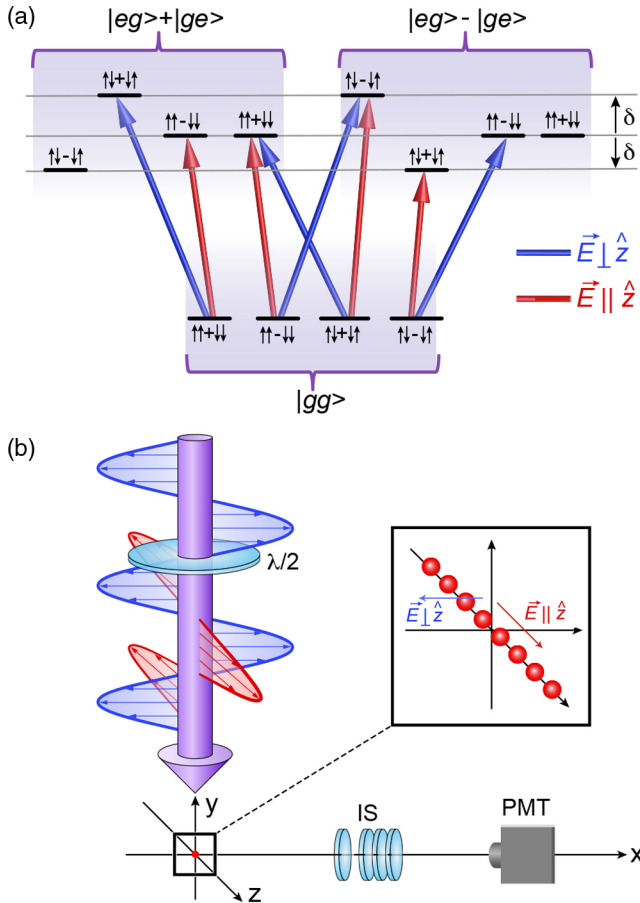 (a)
|eg>+|ge> |eg>-|ge>
↑↓+↓↑ ↑↓-↓↑
↑↑-↓↓ ↑↑+↓↓ ↑↑-↓↓ ↑↑+↓↓ δ
↑↓-↓↑ ↑↓+↓↑ δ
E⃗⊥ẑ
E⃗||ẑ
↑↑+↓↓ ↑↑-↓↓ ↑↓+↓↑ ↑↓-↓↑
|gg>
(b)
λ/2
E⃗⊥ẑ E⃗||ẑ
y IS PMT
x
z